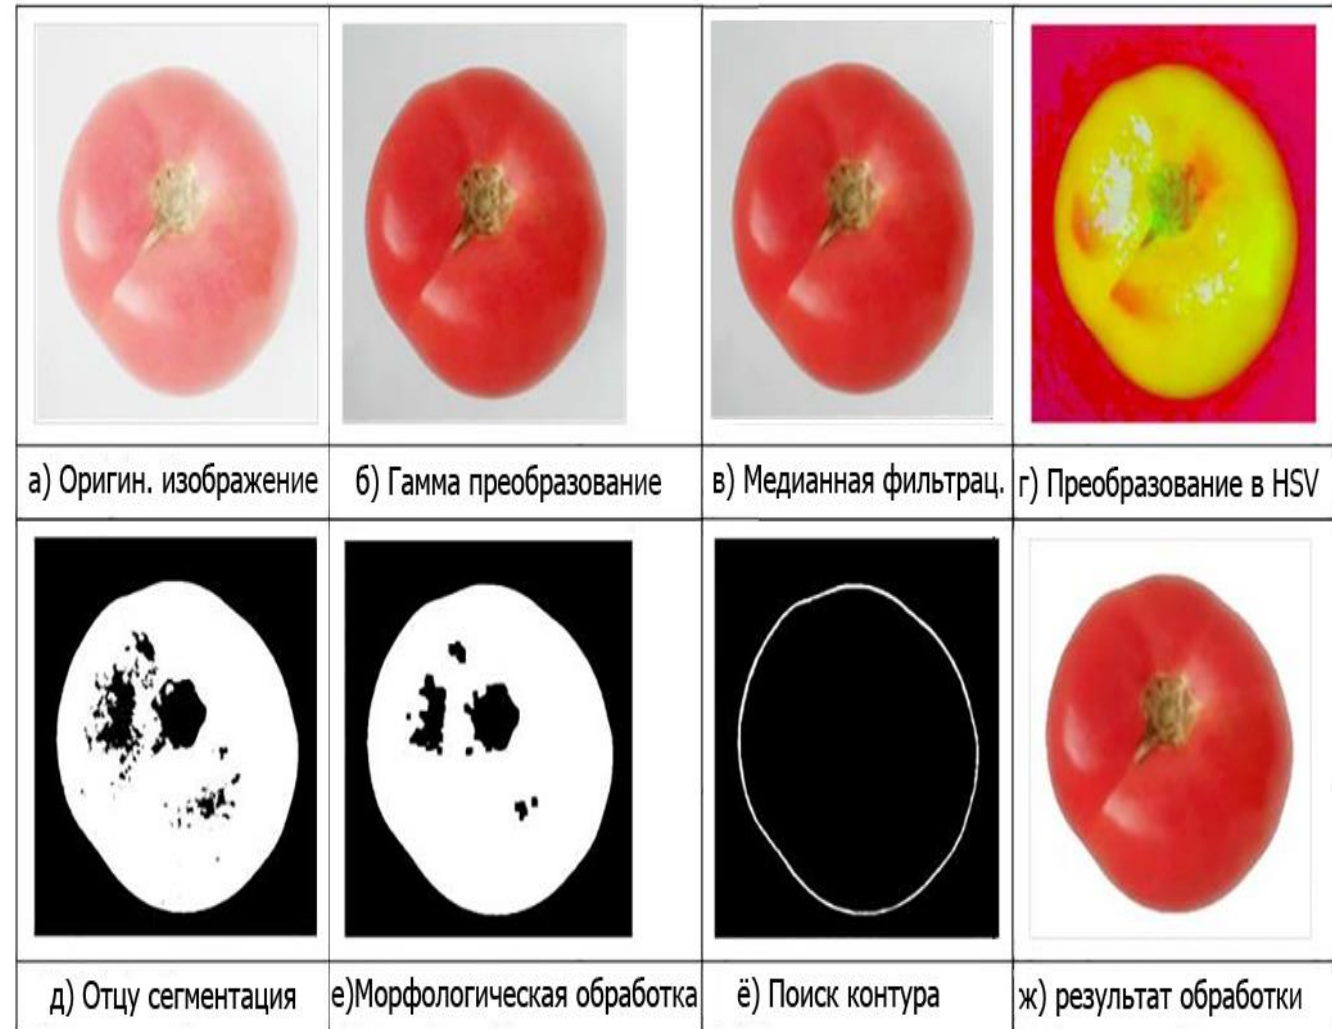 а) Оригин. изображение
б) Гамма преобразование
в) Медианная фильтрац.
г) Преобразование в HSV
д) Отцу сегментация
е)Морфологическая обработка
ё) Поиск контура
ж) результат обработки